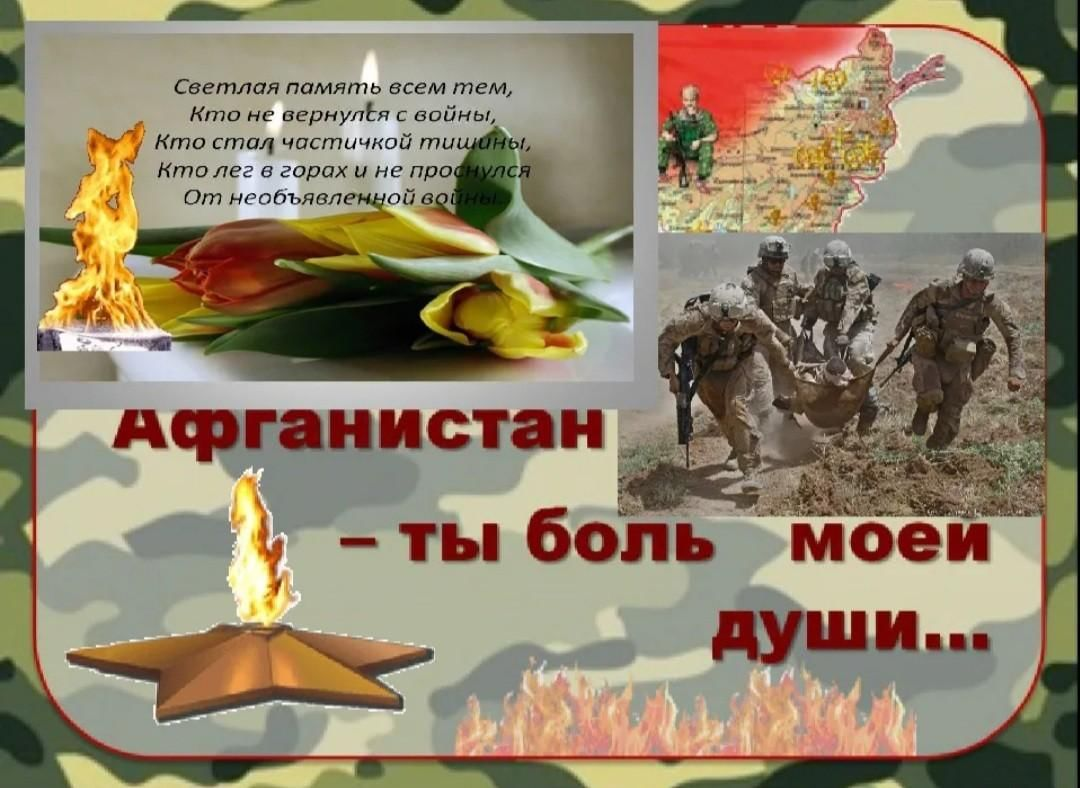 Светлая память всем тем,
Кто не вернулся с войны,
Кто стал частичкой тишины,
Кто лег в горах и не проснулся
От необъявленной войны..
Афганистан
– ты боль моей
души...